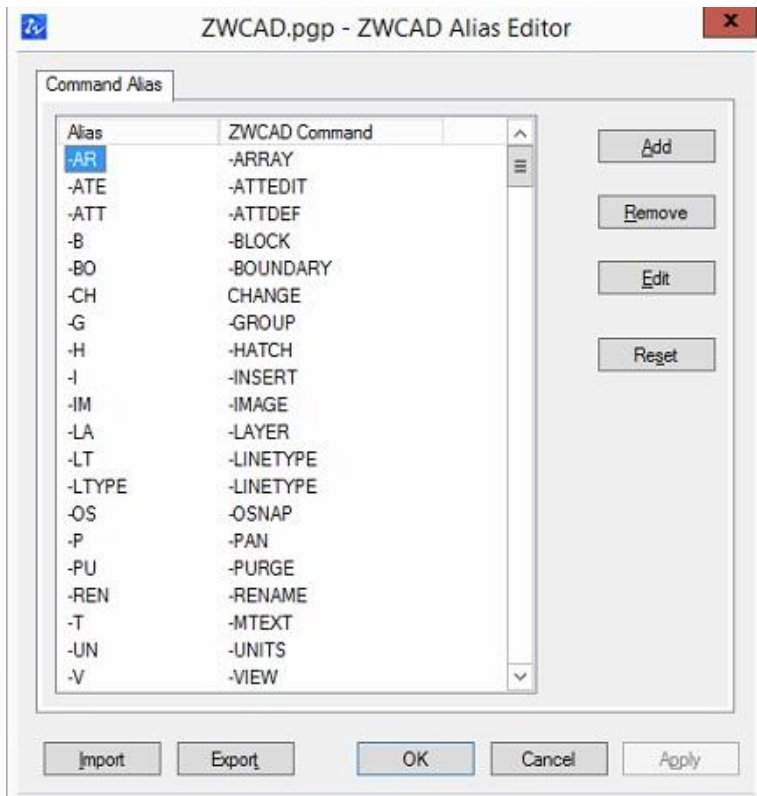 ZWCAD.pgp - ZWCAD Alias Editor
x
Command Alias
Alias ZWCAD Command
-AR -ARRAY
-ATE -ATTEDIT
-ATT -ATTDEF
-B -BLOCK
-BO -BOUNDARY
-CH CHANGE
-G -GROUP
-H -HATCH
-I -INSERT
-IM -IMAGE
-LA -LAYER
-LT -LINETYPE
-LTYPE -LINETYPE
-OS -OSNAP
-P -PAN
-PU -PURGE
-REN -RENAME
-T -MTEXT
-UN -UNITS
-V -VIEW
Add
Remove
Edit
Reset
Import Export OK Cancel Apply